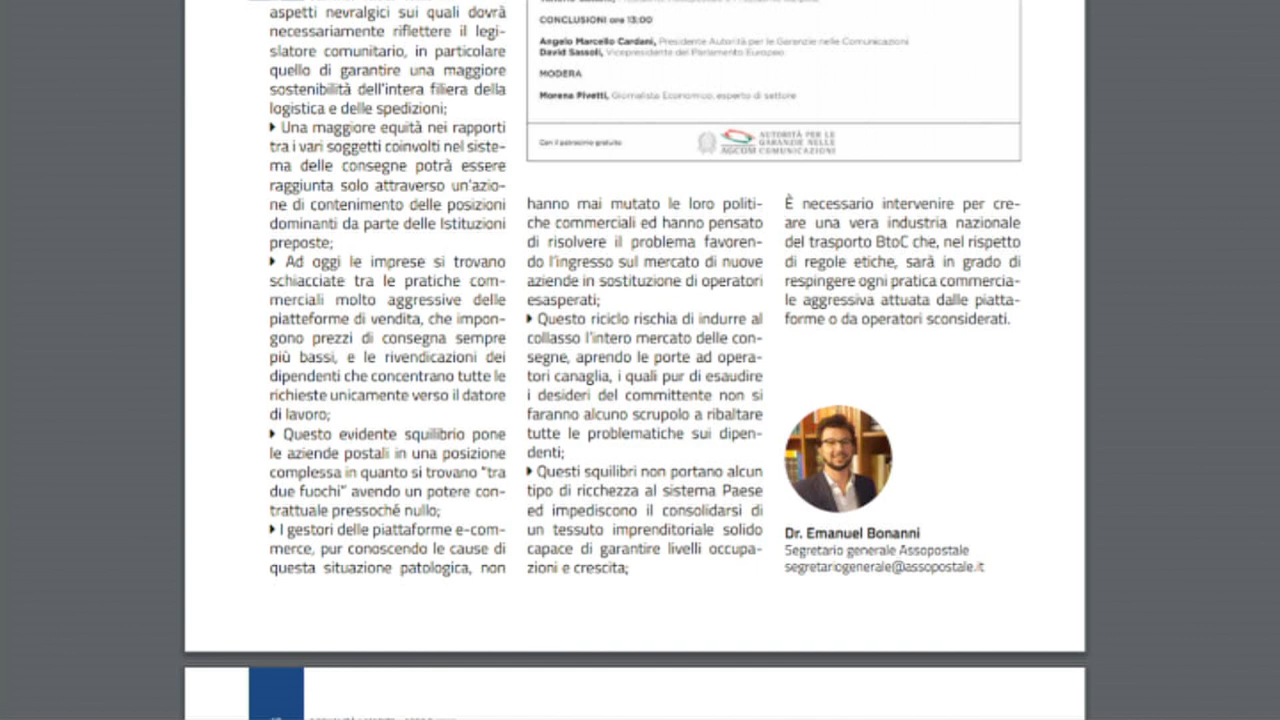 aspetti nevralgici sui quali dovrà
necessariamente riflettere il legi-
slatore comunitario, in particolare
quello di garantire una maggiore
sostenibilità dell'intera filiera della
logistica e delle spedizioni;
Una maggiore equità nei rapporti
tra i vari soggetti coinvolti nel siste-
ma delle consegne potrà essere
raggiunta solo attraverso un'azio-
ne di contenimento delle posizioni
dominanti da parte delle Istituzioni
preposte;
Ad oggi le imprese si trovano
schiacciate tra le pratiche com-
merciali molto aggressive delle
piatteforme di vendita, che impon-
gono prezzi di consegna sempre
più bassi, e le rivendicazioni dei
dipendenti che concentrano tutte le
richieste unicamente verso il datore
di lavoro;
Questo evidente squilibrio pone
le aziende postali in una posizione
complessa in quanto si trovano "tra
due fuochi" avendo un potere con-
trattuale pressoché nullo;
I gestori delle piattaforme e-com-
merce, pur conoscendo le cause di
questa situazione patologica, non
CONCLUSIONI ore 13:00
Angelo Marcello Cardani, Presidente Autorità per le Garanzie nelle Comunicazioni
David Sassoli, Vicepresidente del Parlamento Europeo
MODERA
Morena Pivetti, Giornalista Economico, esperto di settore
Con il patrocinio gratuito
AGCOM
AUTORITÀ PER LE
GARANZIE NELLE
COMUNICAZIONI
hanno mai mutato le loro politi-
che commerciali ed hanno pensato
di risolvere il problema favoren-
do l'ingresso sul mercato di nuove
aziende in sostituzione di operatori
esasperati;
Questo riciclo rischia di indurre al
collasso l'intero mercato delle con-
segne, aprendo le porte ad opera-
tori canaglia, i quali pur di esaudire
i desideri del committente non si
faranno alcuno scrupolo a ribaltare
tutte le problematiche sui dipen-
denti;
Questi squilibri non portano alcun
tipo di ricchezza al sistema Paese
ed impediscono il consolidarsi di
un tessuto imprenditoriale solido
capace di garantire livelli occupa-
zioni e crescita;
È necessario intervenire per cre-
are una vera industria nazionale
del trasporto BtoC che, nel rispetto
di regole etiche, sarà in grado di
respingere ogni pratica commercia-
le aggressiva attuata dalle piatta-
forme o da operatori sconsiderati.
Dr. Emanuel Bonanni
Segretario generale Assopostale
segretariogenerale@assopostale.it